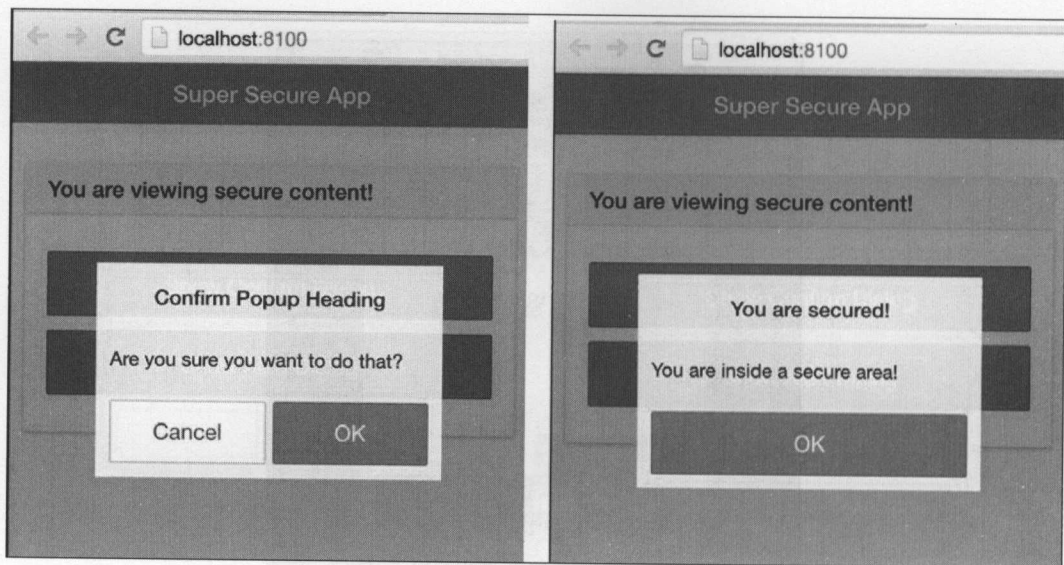 localhost:8100
Super Secure App
You are viewing secure content!
Confirm Popup Heading
Are you sure you want to do that?
Cancel
OK
localhost:8100
Super Secure App
You are viewing secure content!
You are secured!
You are inside a secure area!
OK